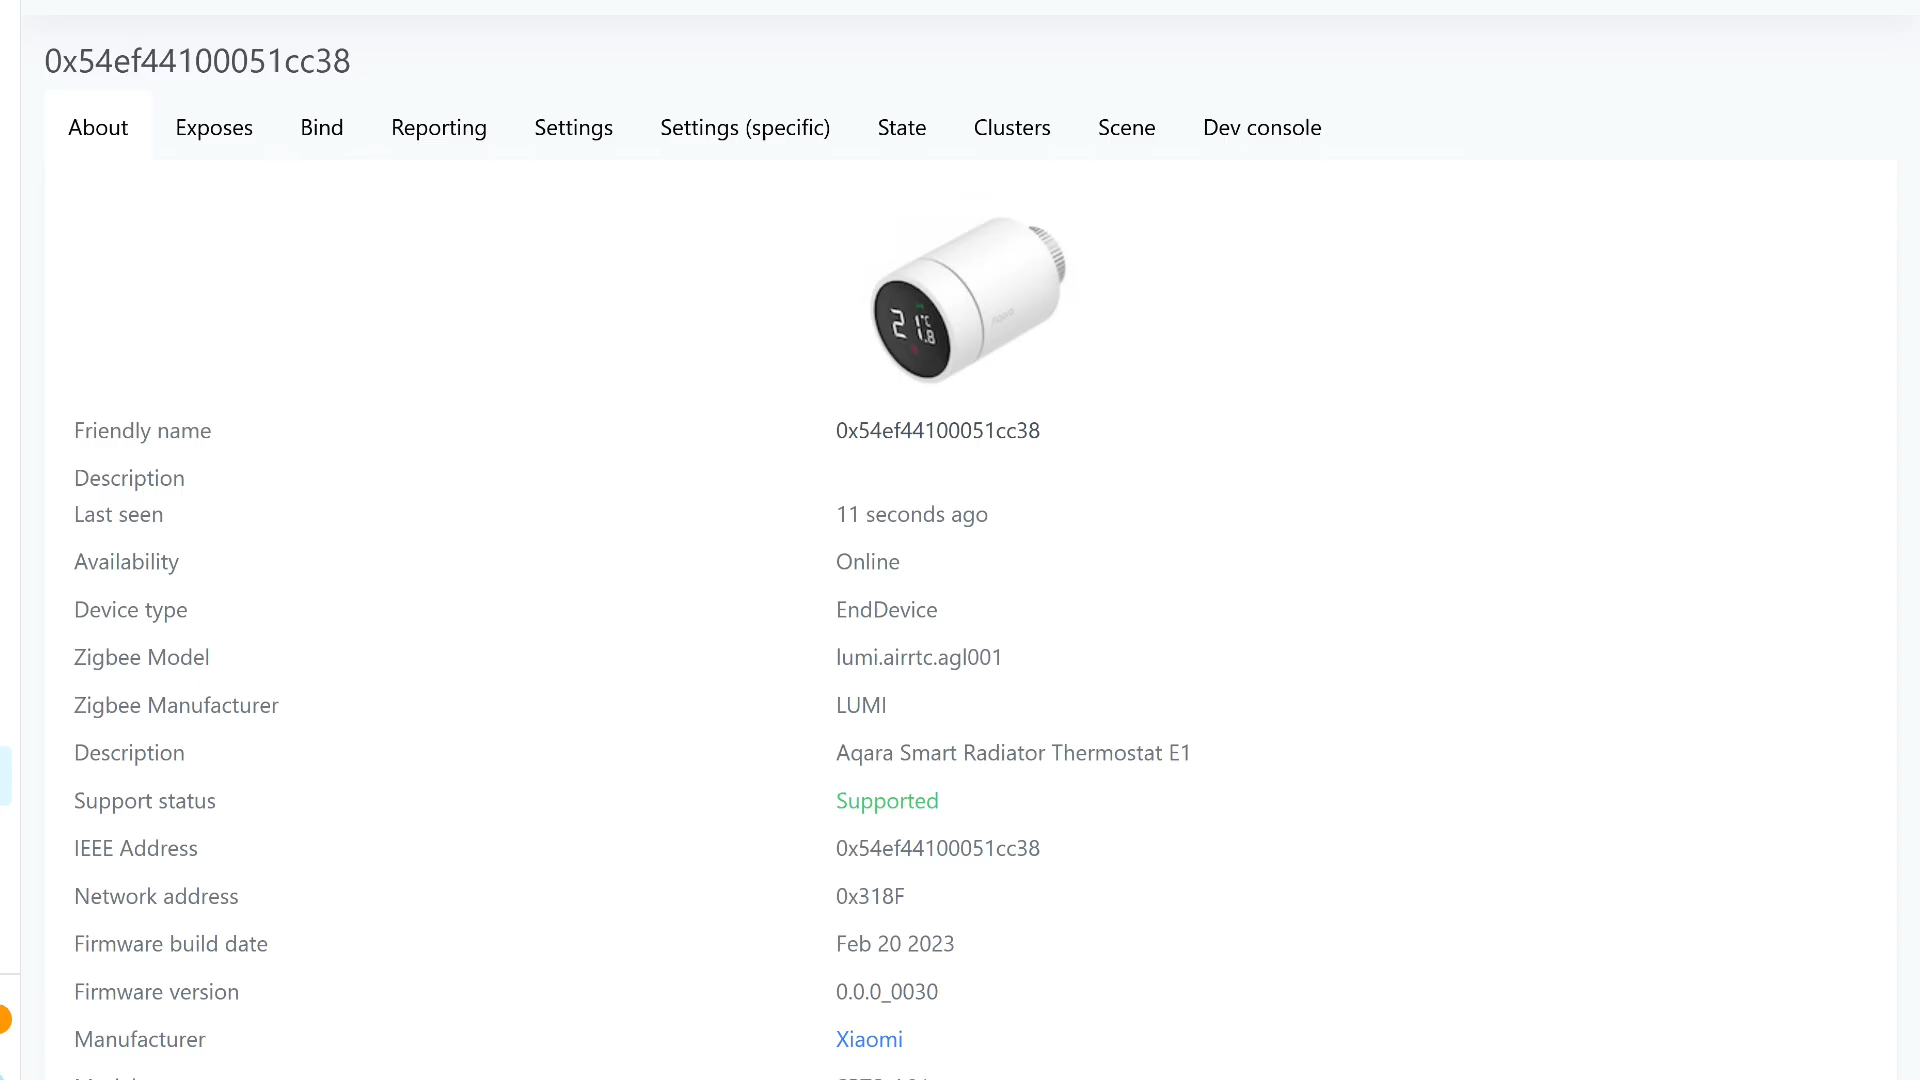 0x54ef44100051cc38
About Exposes Bind Reporting Settings Settings (specific) State Clusters Scene Dev console
Friendly name 0x54ef44100051cc38
Description
Last seen 11 seconds ago
Availability Online
Device type EndDevice
Zigbee Model lumi.airrtc.agl001
Zigbee Manufacturer LUMI
Description Aqara Smart Radiator Thermostat E1
Support status Supported
IEEE Address 0x54ef44100051cc38
Network address 0x318F
Firmware build date Feb 20 2023
Firmware version 0.0.0_0030
Manufacturer Xiaomi